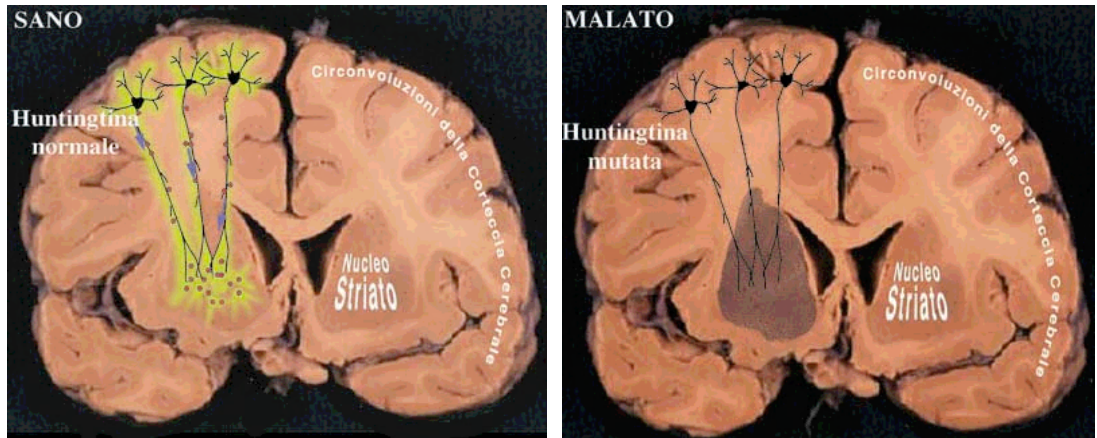 SANO
Huntingtina
normale
Circonvoluzioni della Corteccia Cerebrale
Nucleo
Striato
MALATO
Huntingtina
mutata
Circonvoluzioni della Corteccia Cerebrale
Nucleo
Striato